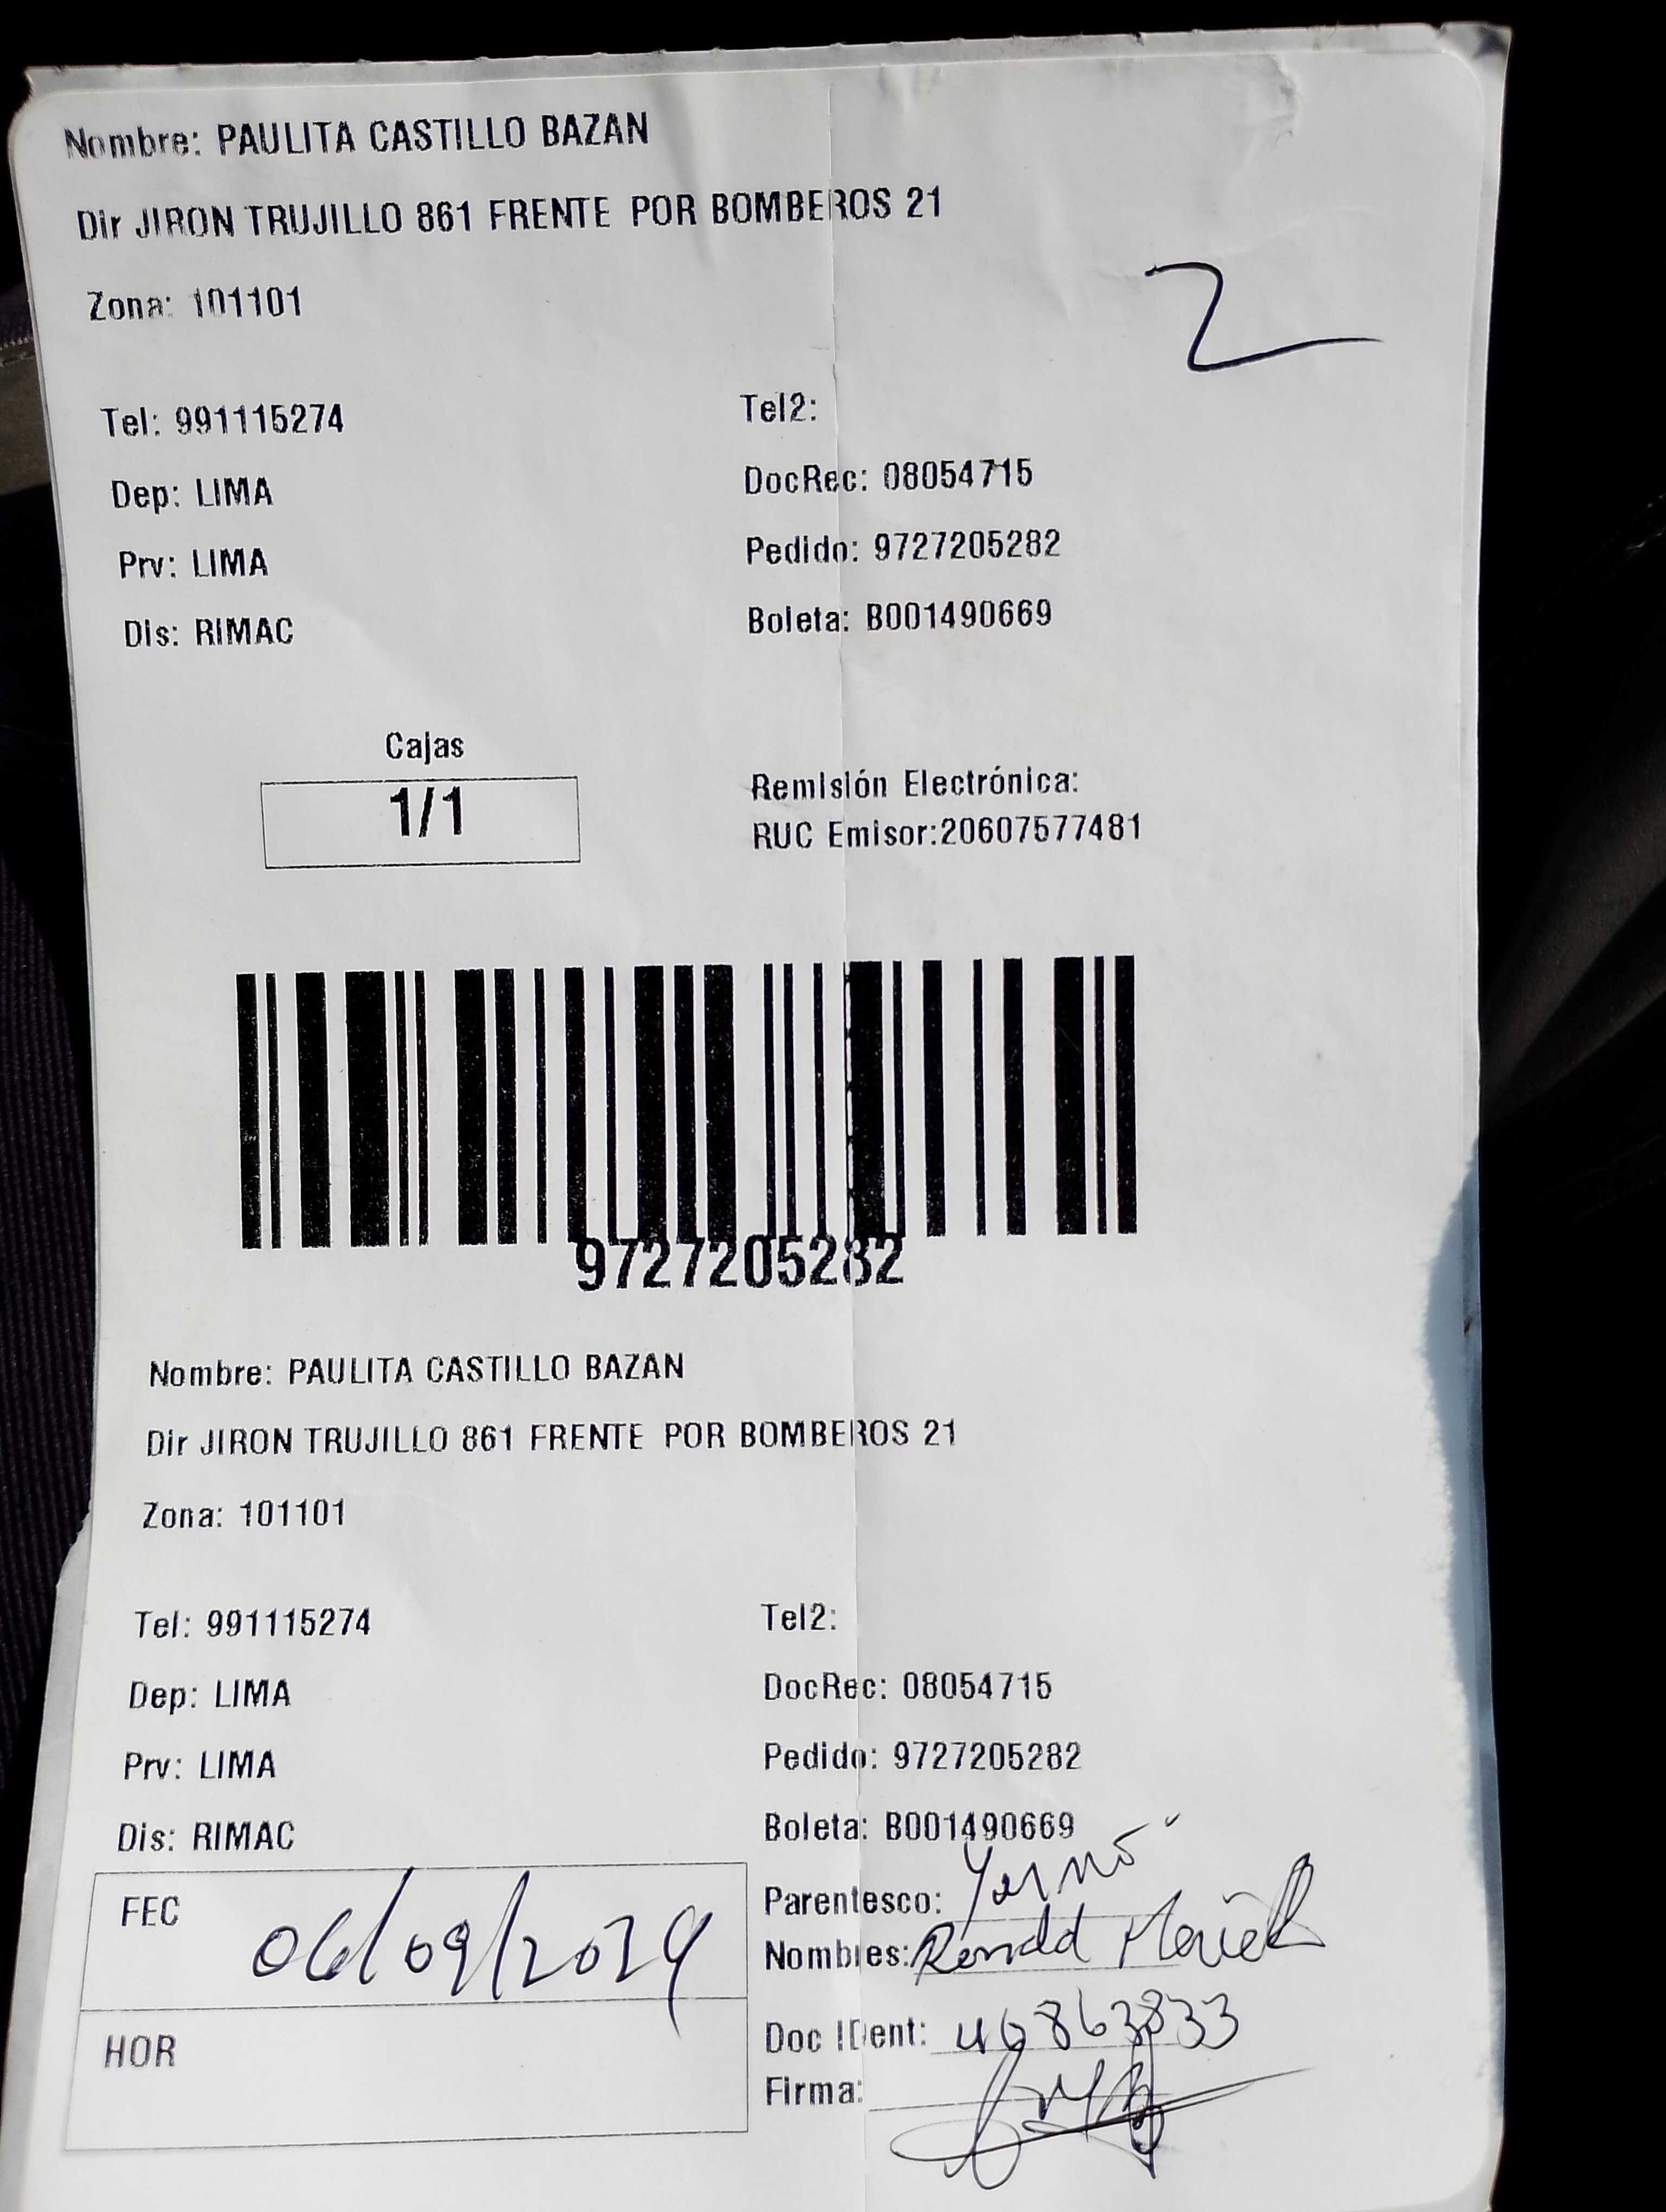 Nombre: PAULITA CASTILLO BAZAN
Dir JIRON TRUJILLO 861 FRENTE POR BOMBEROS 21
Zona: 101101
2
Tel: 991115274 Tel2:
Dep: LIMA DocRec: 08054715
Prv: LIMA Pedido: 9727205282
Dis: RIMAC Boleta: B001490669
Cajas
1/1
Remisión Electrónica:
RUC Emisor:20607577481
9727205282
Nombre: PAULITA CASTILLO BAZAN
Dir JIRON TRUJILLO 861 FRENTE POR BOMBEROS 21
Zona: 101101
Tel: 991115274 Tel2:
Dep: LIMA DocRec: 08054715
Prv: LIMA Pedido: 9727205282
Dis: RIMAC Boleta: B001490669
FEC 06/09/2024
HOR
Parentesco: Yerno
Nombres: Ronald
Doc IDent: 46863833
Firma: